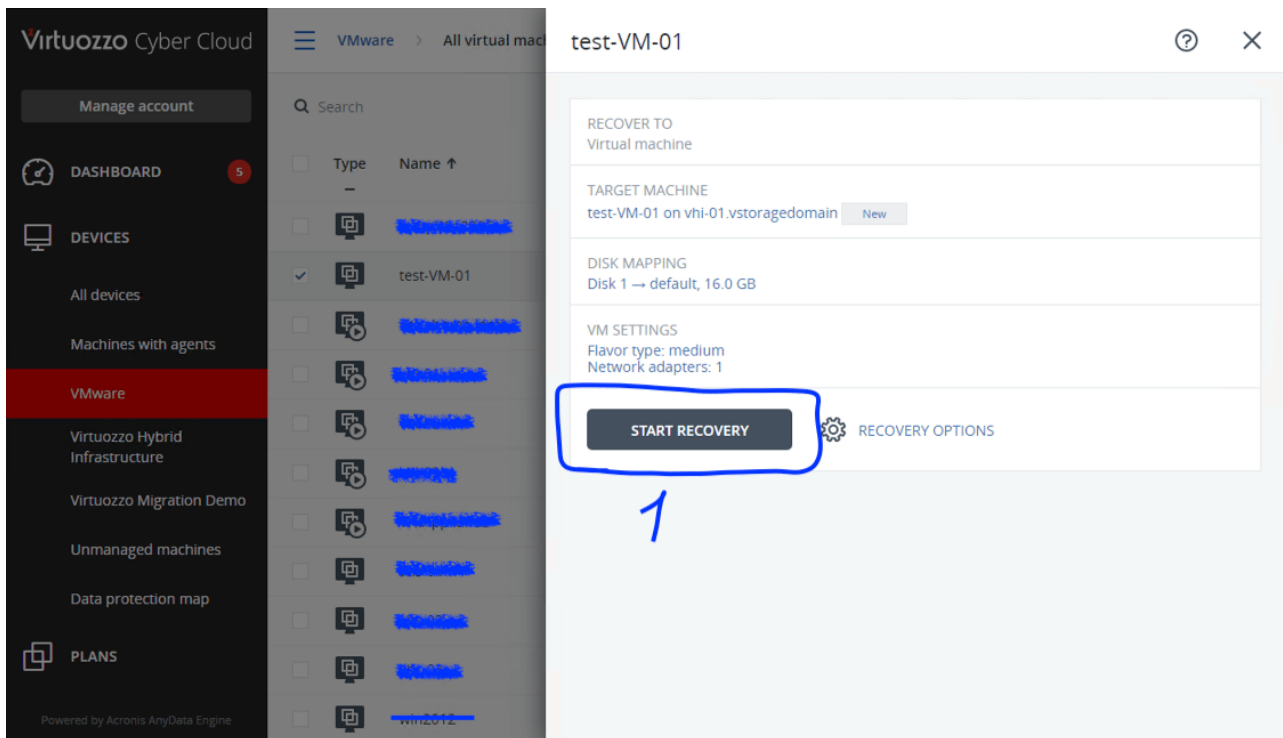 Virtuozzo Cyber Cloud
Manage account
DASHBOARD 5
DEVICES
All devices
Machines with agents
VMware
Virtuozzo Hybrid
Infrastructure
Virtuozzo Migration Demo
Unmanaged machines
Data protection map
PLANS
Powered by Acronis AnyData Engine
VMware > All virtual mac
Search
Type Name ↑
test-VM-01
win2012
test-VM-01
RECOVER TO
Virtual machine
TARGET MACHINE
test-VM-01 on vhi-01.vstoragedomain New
DISK MAPPING
Disk 1 → default, 16.0 GB
VM SETTINGS
Flavor type: medium
Network adapters: 1
START RECOVERY RECOVERY OPTIONS
1